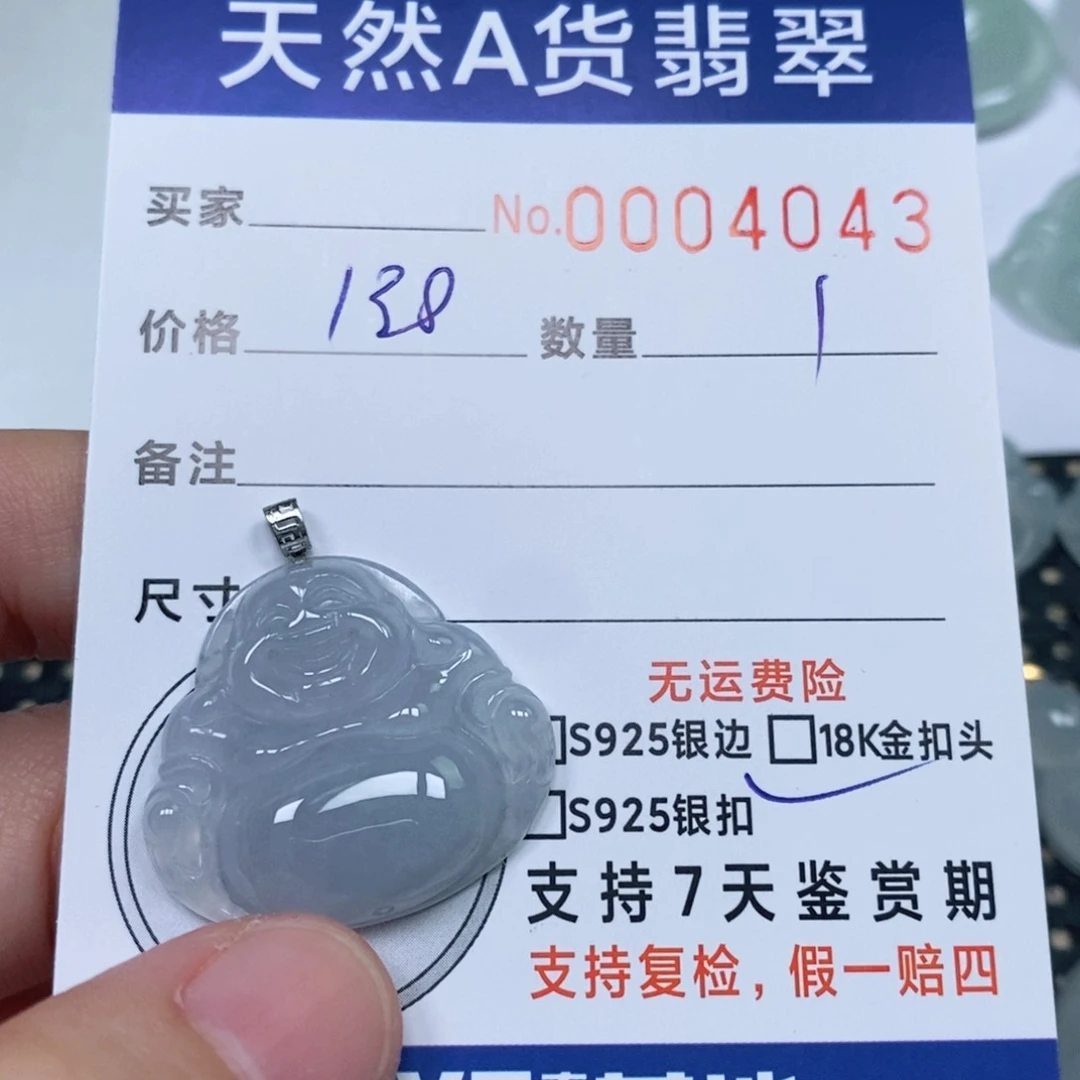 天然A货翡翠
买家 No.0004043
价格 138 数量 1
备注
尺寸
无运费险
S925银边 18K金扣头
S925银扣
支持7天鉴赏期
支持复检，假一赔四